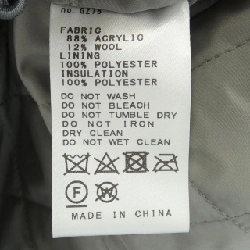 FABRIC
88% ACRYLIC
12% WOOL
LINING
100% POLYESTER
INSULATION
100% POLYESTER
DO NOT WASH
DO NOT BLEACH
DO NOT TUMBLE DRY
DO NOT IRON
DRY CLEAN
DO NOT WET CLEAN
F W
MADE IN CHINA